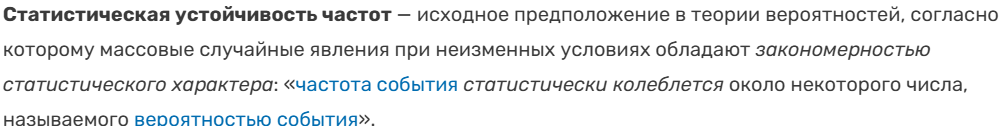 Статистическая устойчивость частот — исходное предположение в теории вероятностей, согласно
которому массовые случайные явления при неизменных условиях обладают закономерностью
статистического характера: «частота события статистически колеблется около некоторого числа,
называемого вероятностью события».